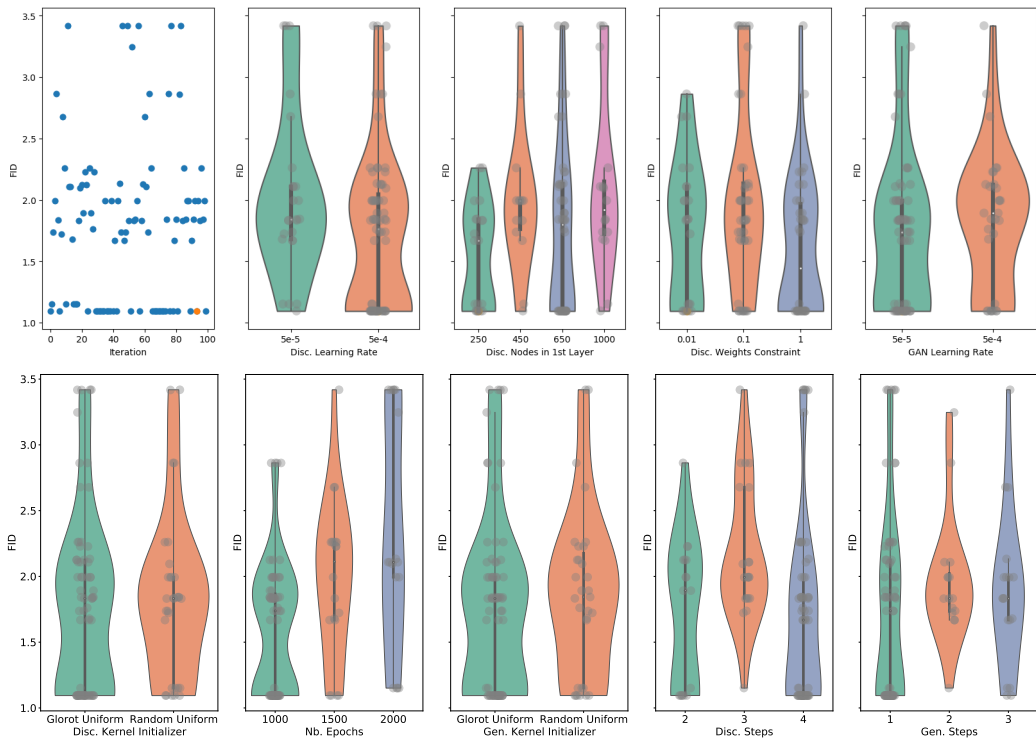 3.5
3.0
2.5
2.0
1.5
1.0
FID
0 20 40 60 80 100
Iteration
FID
5e-5 5e-4
Disc. Learning Rate
FID
250 450 650 1000
Disc. Nodes in 1st Layer
FID
0.01 0.1 1
Disc. Weights Constraint
FID
5e-5 5e-4
GAN Learning Rate
3.5
3.0
2.5
2.0
1.5
1.0
FID
Glorot Uniform Random Uniform
Disc. Kernel Initializer
FID
1000 1500 2000
Nb. Epochs
FID
Glorot Uniform Random Uniform
Gen. Kernel Initializer
FID
2 3 4
Disc. Steps
FID
1 2 3
Gen. Steps